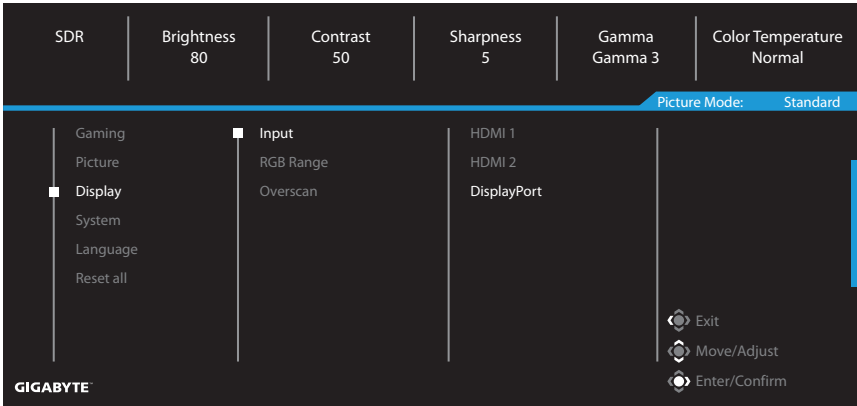 SDR Brightness Contrast Sharpness Gamma Color Temperature
80 50 5 Gamma 3 Normal
Picture Mode: Standard
Gaming Input HDMI 1
Picture RGB Range HDMI 2
Display Overscan DisplayPort
System
Language
Reset all
Exit
Move/Adjust
GIGABYTE™ Enter/Confirm